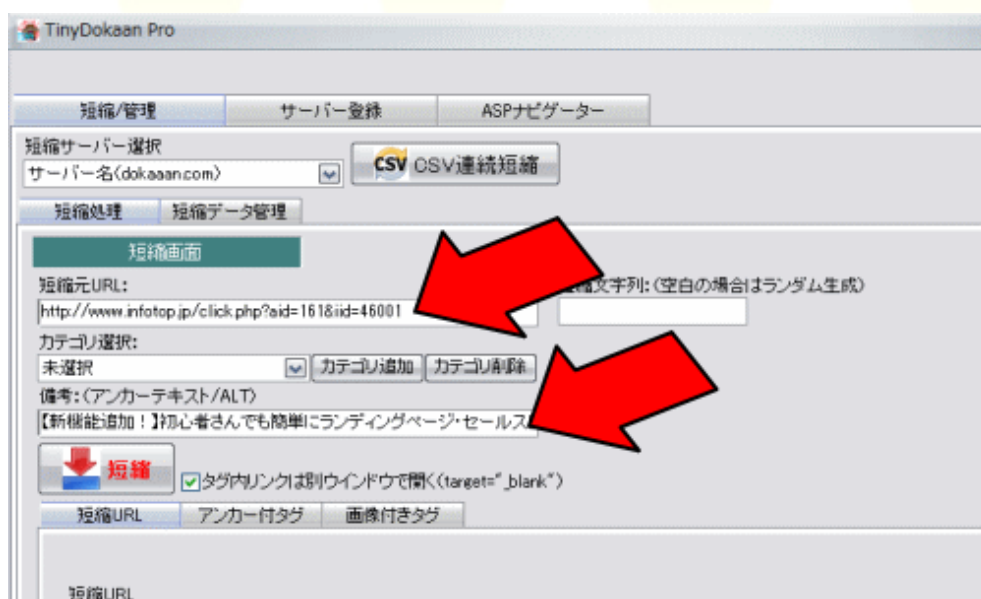 TinyDokaan Pro
短縮/管理 サーバー登録 ASPナビゲーター
短縮サーバー選択
サーバー名(dokaaan.com) CSV CSV連続短縮
短縮処理 短縮データ管理
短縮画面
短縮元URL: 文字列:(空白の場合はランダム生成)
http://www.infotop.jp/click.php?aid=161&iid=46001
カテゴリ選択:
未選択 カテゴリ追加 カテゴリ削除
備考:(アンカーテキスト/ALT)
【新機能追加!】初心者さんでも簡単にランディングページ・セールス
短縮 タグ内リンクは別ウインドウで開く(target="_blank")
短縮URL アンカー付タグ 画像付きタグ
短縮URL